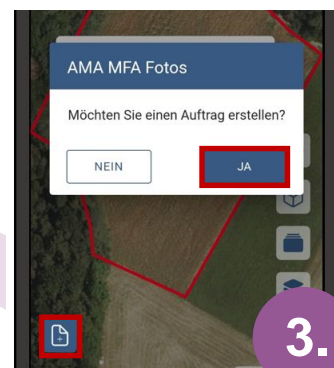 AMA MFA Fotos
Möchten Sie einen Auftrag erstellen?
NEIN
JA
3.